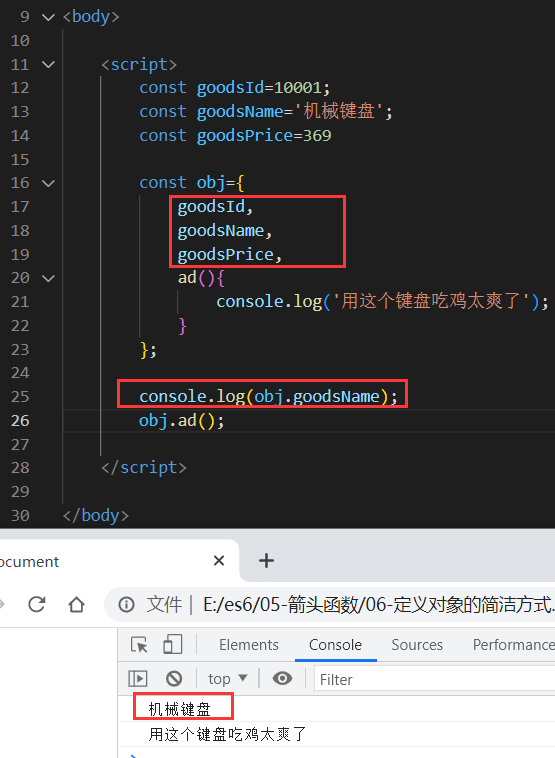 9 <body>
10
11 <script>
12 const goodsId=10001;
13 const goodsName='机械键盘';
14 const goodsPrice=369
15
16 const obj={
17 goodsId,
18 goodsName,
19 goodsPrice,
20 ad(){
21 console.log('用这个键盘吃鸡太爽了');
22 }
23 };
24
25 console.log(obj.goodsName);
26 obj.ad();
27
28 </script>
29
30 </body>
ocument
文件 | E:/es6/05-箭头函数/06-定义对象的简洁方式.
Elements Console Sources Performance
top Filter
机械键盘
用这个键盘吃鸡太爽了